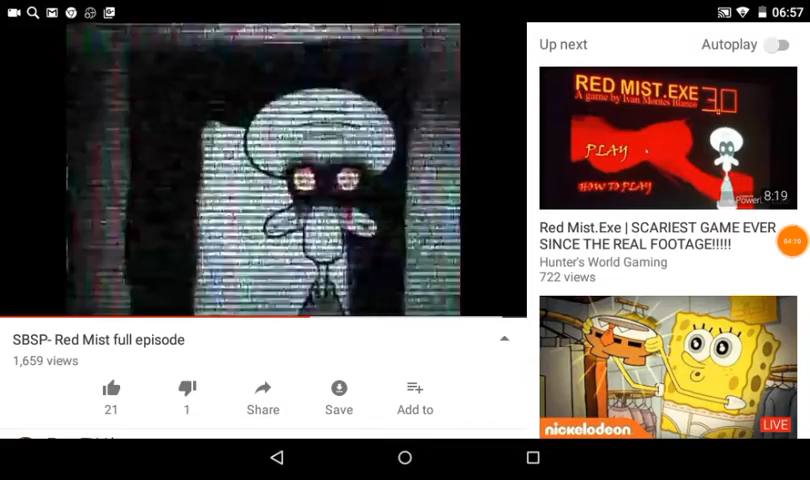 06:57
Up next
Autoplay
RED MIST.EXE 3.0
A game by Ivan Montes Blanco
PLAY
HOW TO PLAY
Power
8:19
Red Mist.Exe | SCARIEST GAME EVER
SINCE THE REAL FOOTAGE!!!!!
Hunter's World Gaming
722 views
04:19
SBSP- Red Mist full episode
1,659 views
21
1
Share
Save
Add to
nickelodeon
LIVE